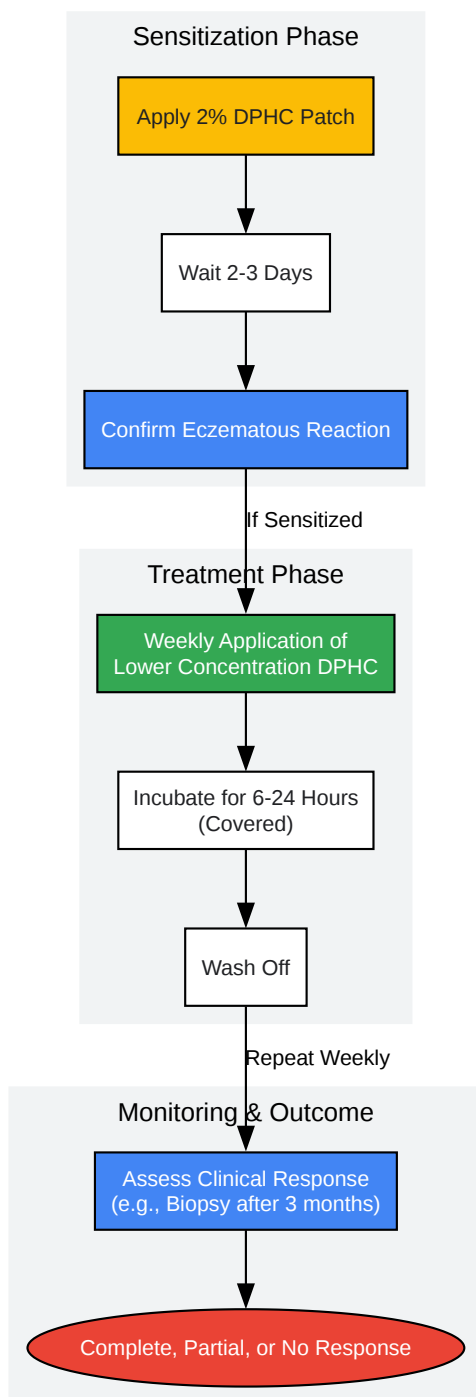 Sensitization Phase
Apply 2% DPHC Patch
Wait 2-3 Days
Confirm Eczematous Reaction
If Sensitized
Treatment Phase
Weekly Application of
Lower Concentration DPHC
Incubate for 6-24 Hours
(Covered)
Wash Off
Repeat Weekly
Monitoring & Outcome
Assess Clinical Response
(e.g., Biopsy after 3 months)
Complete, Partial, or No Response